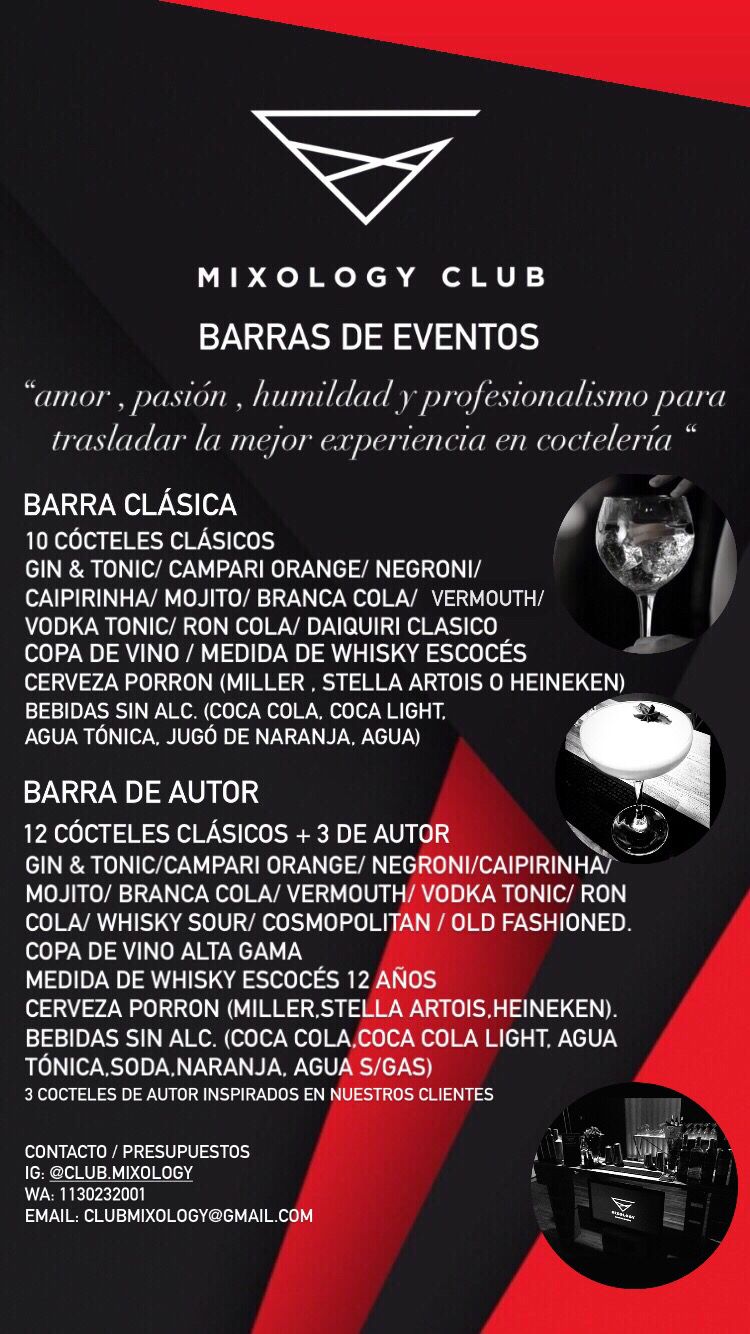 MIXOLOGY CLUB
BARRAS DE EVENTOS
“amor , pasión , humildad y profesionalismo para
trasladar la mejor experiencia en coctelería “
BARRA CLÁSICA
10 CÓCTELES CLÁSICOS
GIN & TONIC/ CAMPARI ORANGE/ NEGRONI/
CAIPIRINHA/ MOJITO/ BRANCA COLA/ VERMOUTH/
VODKA TONIC/ RON COLA/ DAIQUIRI CLASICO
COPA DE VINO / MEDIDA DE WHISKY ESCOCÉS
CERVEZA PORRON (MILLER , STELLA ARTOIS O HEINEKEN)
BEBIDAS SIN ALC. (COCA COLA, COCA LIGHT,
AGUA TÓNICA, JUGÓ DE NARANJA, AGUA)
BARRA DE AUTOR
12 CÓCTELES CLÁSICOS + 3 DE AUTOR
GIN & TONIC/CAMPARI ORANGE/ NEGRONI/CAIPIRINHA/
MOJITO/ BRANCA COLA/ VERMOUTH/ VODKA TONIC/ RON
COLA/ WHISKY SOUR/ COSMOPOLITAN / OLD FASHIONED.
COPA DE VINO ALTA GAMA
MEDIDA DE WHISKY ESCOCÉS 12 AÑOS
CERVEZA PORRON (MILLER,STELLA ARTOIS,HEINEKEN).
BEBIDAS SIN ALC. (COCA COLA,COCA COLA LIGHT, AGUA
TÓNICA,SODA,NARANJA, AGUA S/GAS)
3 COCTELES DE AUTOR INSPIRADOS EN NUESTROS CLIENTES
CONTACTO / PRESUPUESTOS
IG: @CLUB.MIXOLOGY
WA: 1130232001
EMAIL: CLUBMIXOLOGY@GMAIL.COM
MIXOLOGY